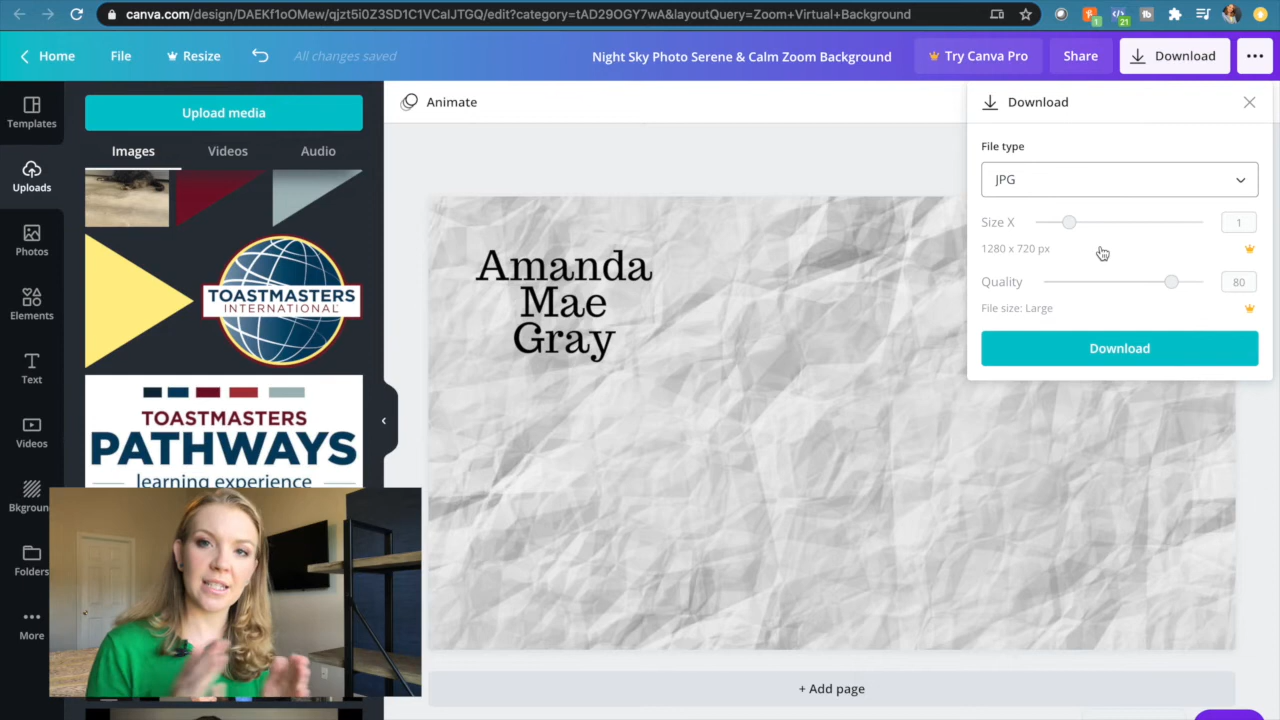 canva.com/design/DAEKf1oOMew/qjzt5i0Z3SD1C1VCaIJTGQ/edit?category=tAD29OGY7wA&layoutQuery=Zoom+Virtual+Background
1
21
Home
File
Resize
All changes saved
Night Sky Photo Serene & Calm Zoom Background
Try Canva Pro
Share
Download
Templates
Uploads
Photos
Elements
Text
Videos
Bkground
Folders
More
Upload media
Images
Videos
Audio
TOASTMASTERS
INTERNATIONAL
TOASTMASTERS
PATHWAYS
learning experience
Animate
Amanda
Mae
Gray
+ Add page
Download
File type
JPG
Size X
1
1280 x 720 px
Quality
80
File size: Large
Download